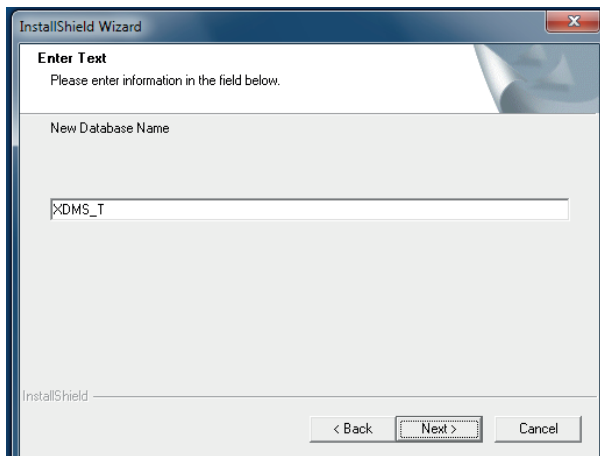 InstallShield Wizard
Enter Text
Please enter information in the field below.
New Database Name
XDMS_T
InstallShield
< Back Next > Cancel